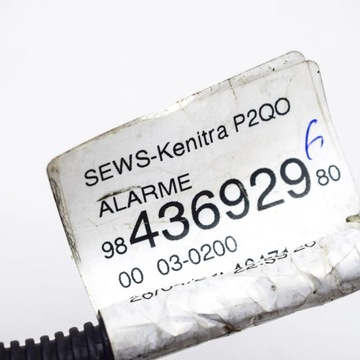 SEWS-Kenitra P2QO
ALARME
98 436929 80
00 03-0200